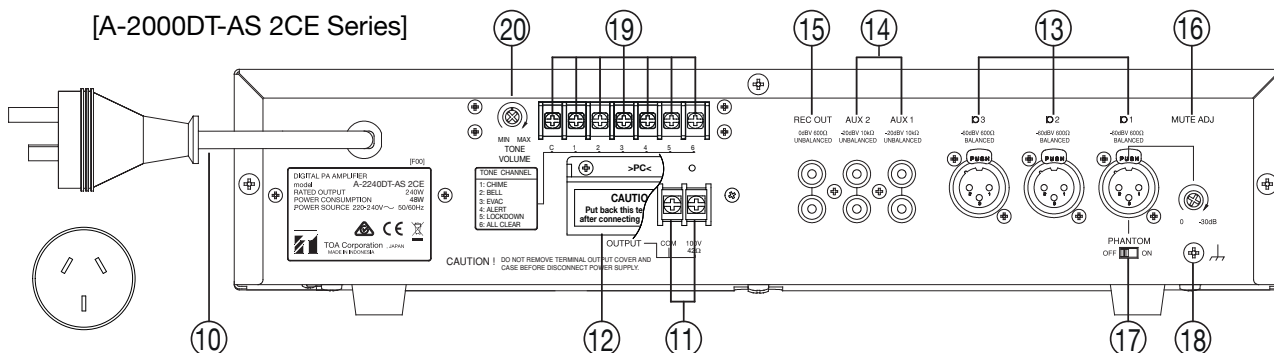 [A-2000DT-AS 2CE Series]
⑳ ⑲ ⑮ ⑭ ⑬ ⑯
REC OUT AUX 2 AUX 1 3 2 1 MUTE ADJ
0dBV 600Ω -20dBV 10kΩ -20dBV 10kΩ -60dBV 600Ω -60dBV 600Ω -60dBV 600Ω
UNBALANCED UNBALANCED UNBALANCED BALANCED BALANCED BALANCED
PUSH PUSH PUSH
MIN MAX
TONE
VOLUME
C 1 2 3 4 5 6
TONE CHANNEL
1: CHIME
2: BELL
3: EVAC
4: ALERT
5: LOCKDOWN
6: ALL CLEAR
[F00]
DIGITAL PA AMPLIFIER
model A-2240DT-AS 2CE
RATED OUTPUT 240W
POWER CONSUMPTION 48W
POWER SOURCE 220-240V～ 50/60Hz
CE
TOA Corporation , JAPAN
MADE IN INDONESIA
>PC<
CAUTIO
Put back this te
after connecting
OUTPUT COM 100V
42Ω
CAUTION ! DO NOT REMOVE TERMINAL OUTPUT COVER AND
CASE BEFORE DISCONNECT POWER SUPPLY.
0 -30dB
PHANTOM
OFF ON
⑩ ⑫ ⑪ ⑰ ⑱